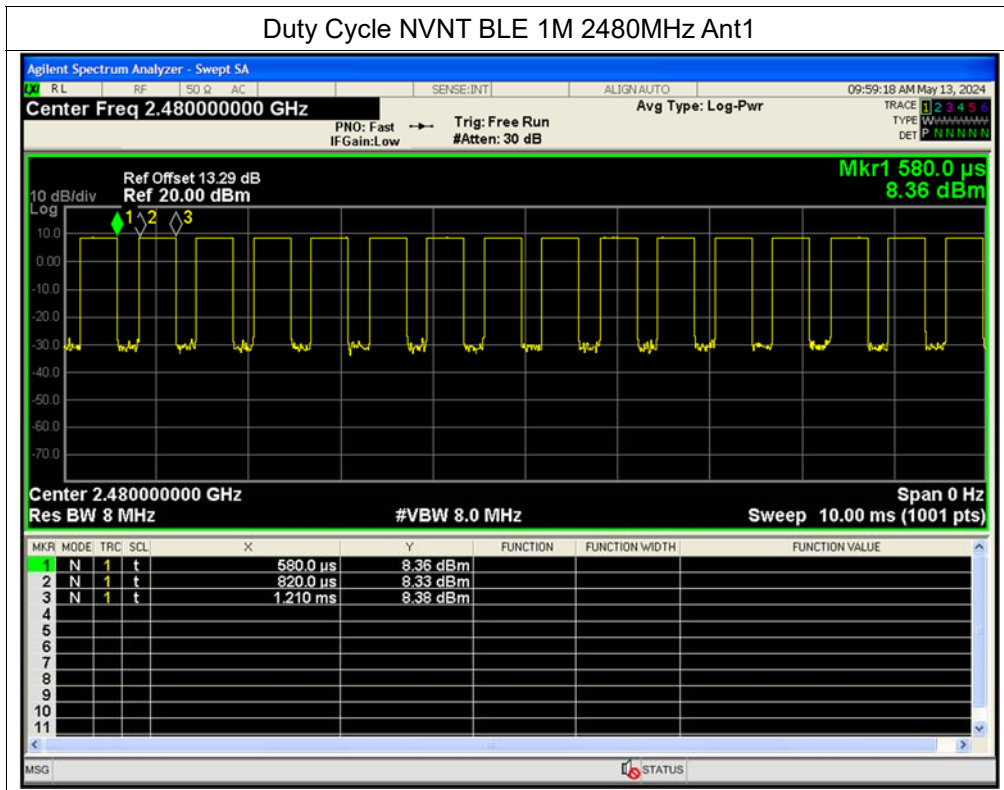 Duty Cycle NVNT BLE 1M 2480MHz Ant1
Agilent Spectrum Analyzer - Swept SA
LXI RL RF 50 Ω AC SENSE:INT ALIGNAUTO 09:59:18 AM May 13, 2024
Center Freq 2.480000000 GHz Avg Type: Log-Pwr TRACE 1 2 3 4 5 6
PNO: Fast Trig: Free Run TYPE W
IFGain:Low #Atten: 30 dB DET P N N N N N
Mkr1 580.0 µs
8.36 dBm
Ref Offset 13.29 dB
10 dB/div Ref 20.00 dBm
Log
1 2 3
10.0
0.00
-10.0
-20.0
-30.0
-40.0
-50.0
-60.0
-70.0
Center 2.480000000 GHz Span 0 Hz
Res BW 8 MHz #VBW 8.0 MHz Sweep 10.00 ms (1001 pts)
MKR MODE TRC SCL X Y FUNCTION FUNCTION WIDTH FUNCTION VALUE
1 N 1 t 580.0 µs 8.36 dBm
2 N 1 t 820.0 µs 8.33 dBm
3 N 1 t 1.210 ms 8.38 dBm
4
5
6
7
8
9
10
11
MSG STATUS